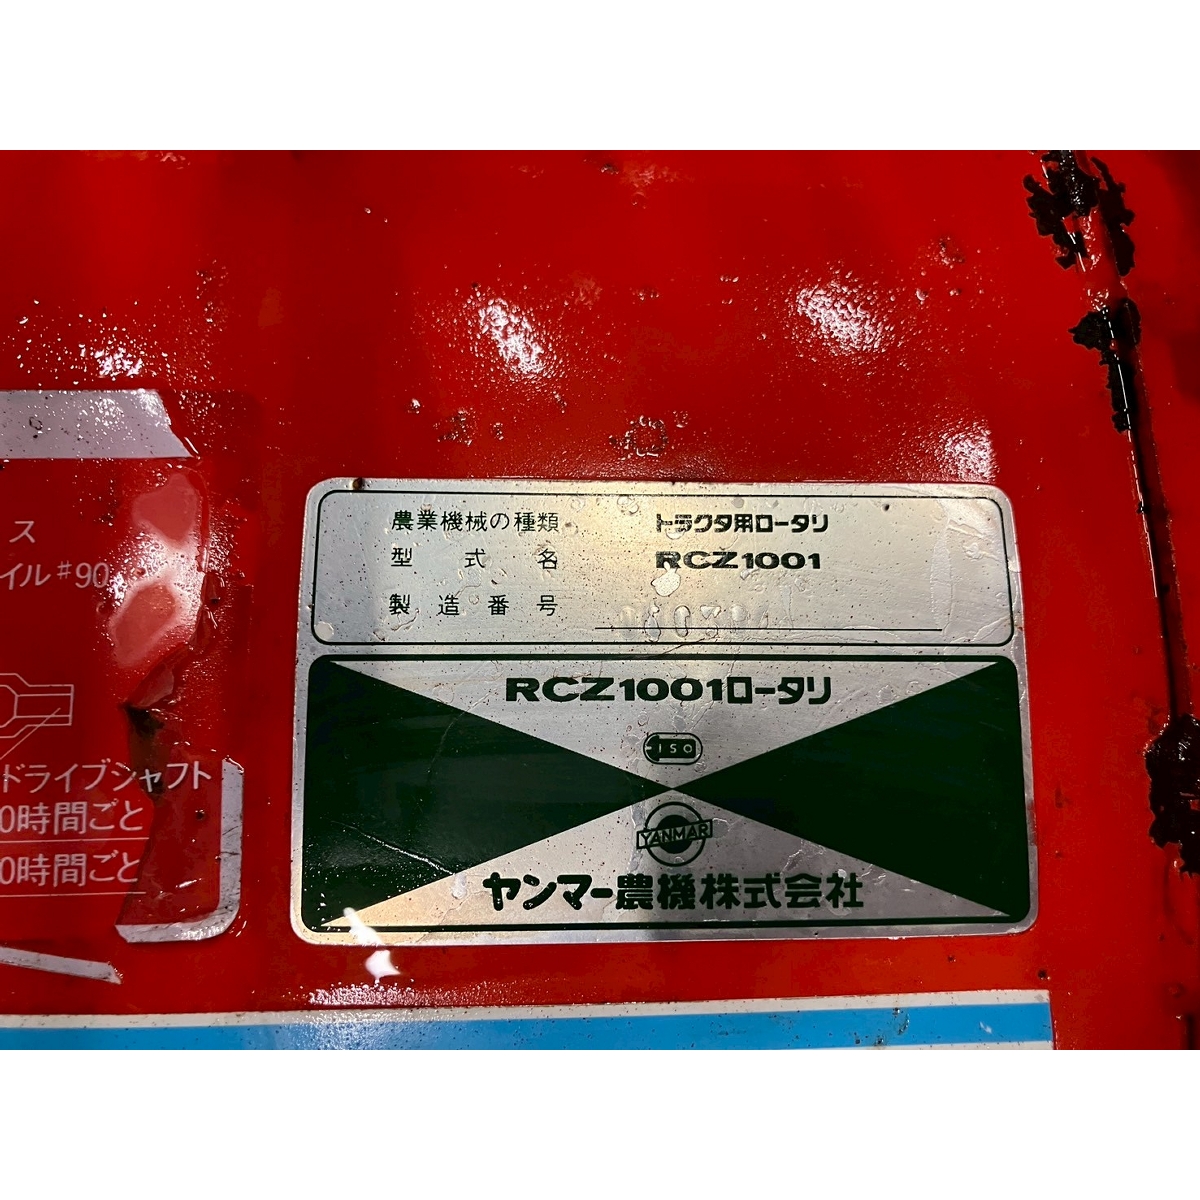 ス
イル#90
ドライブシャフト
0時間ごと
0時間ごと
農業機械の種類 トラクタ用ロータリ
型式名 RCZ1001
製造番号
RCZ1001ロータリ
ISO
YANMAR
ヤンマー農機株式会社